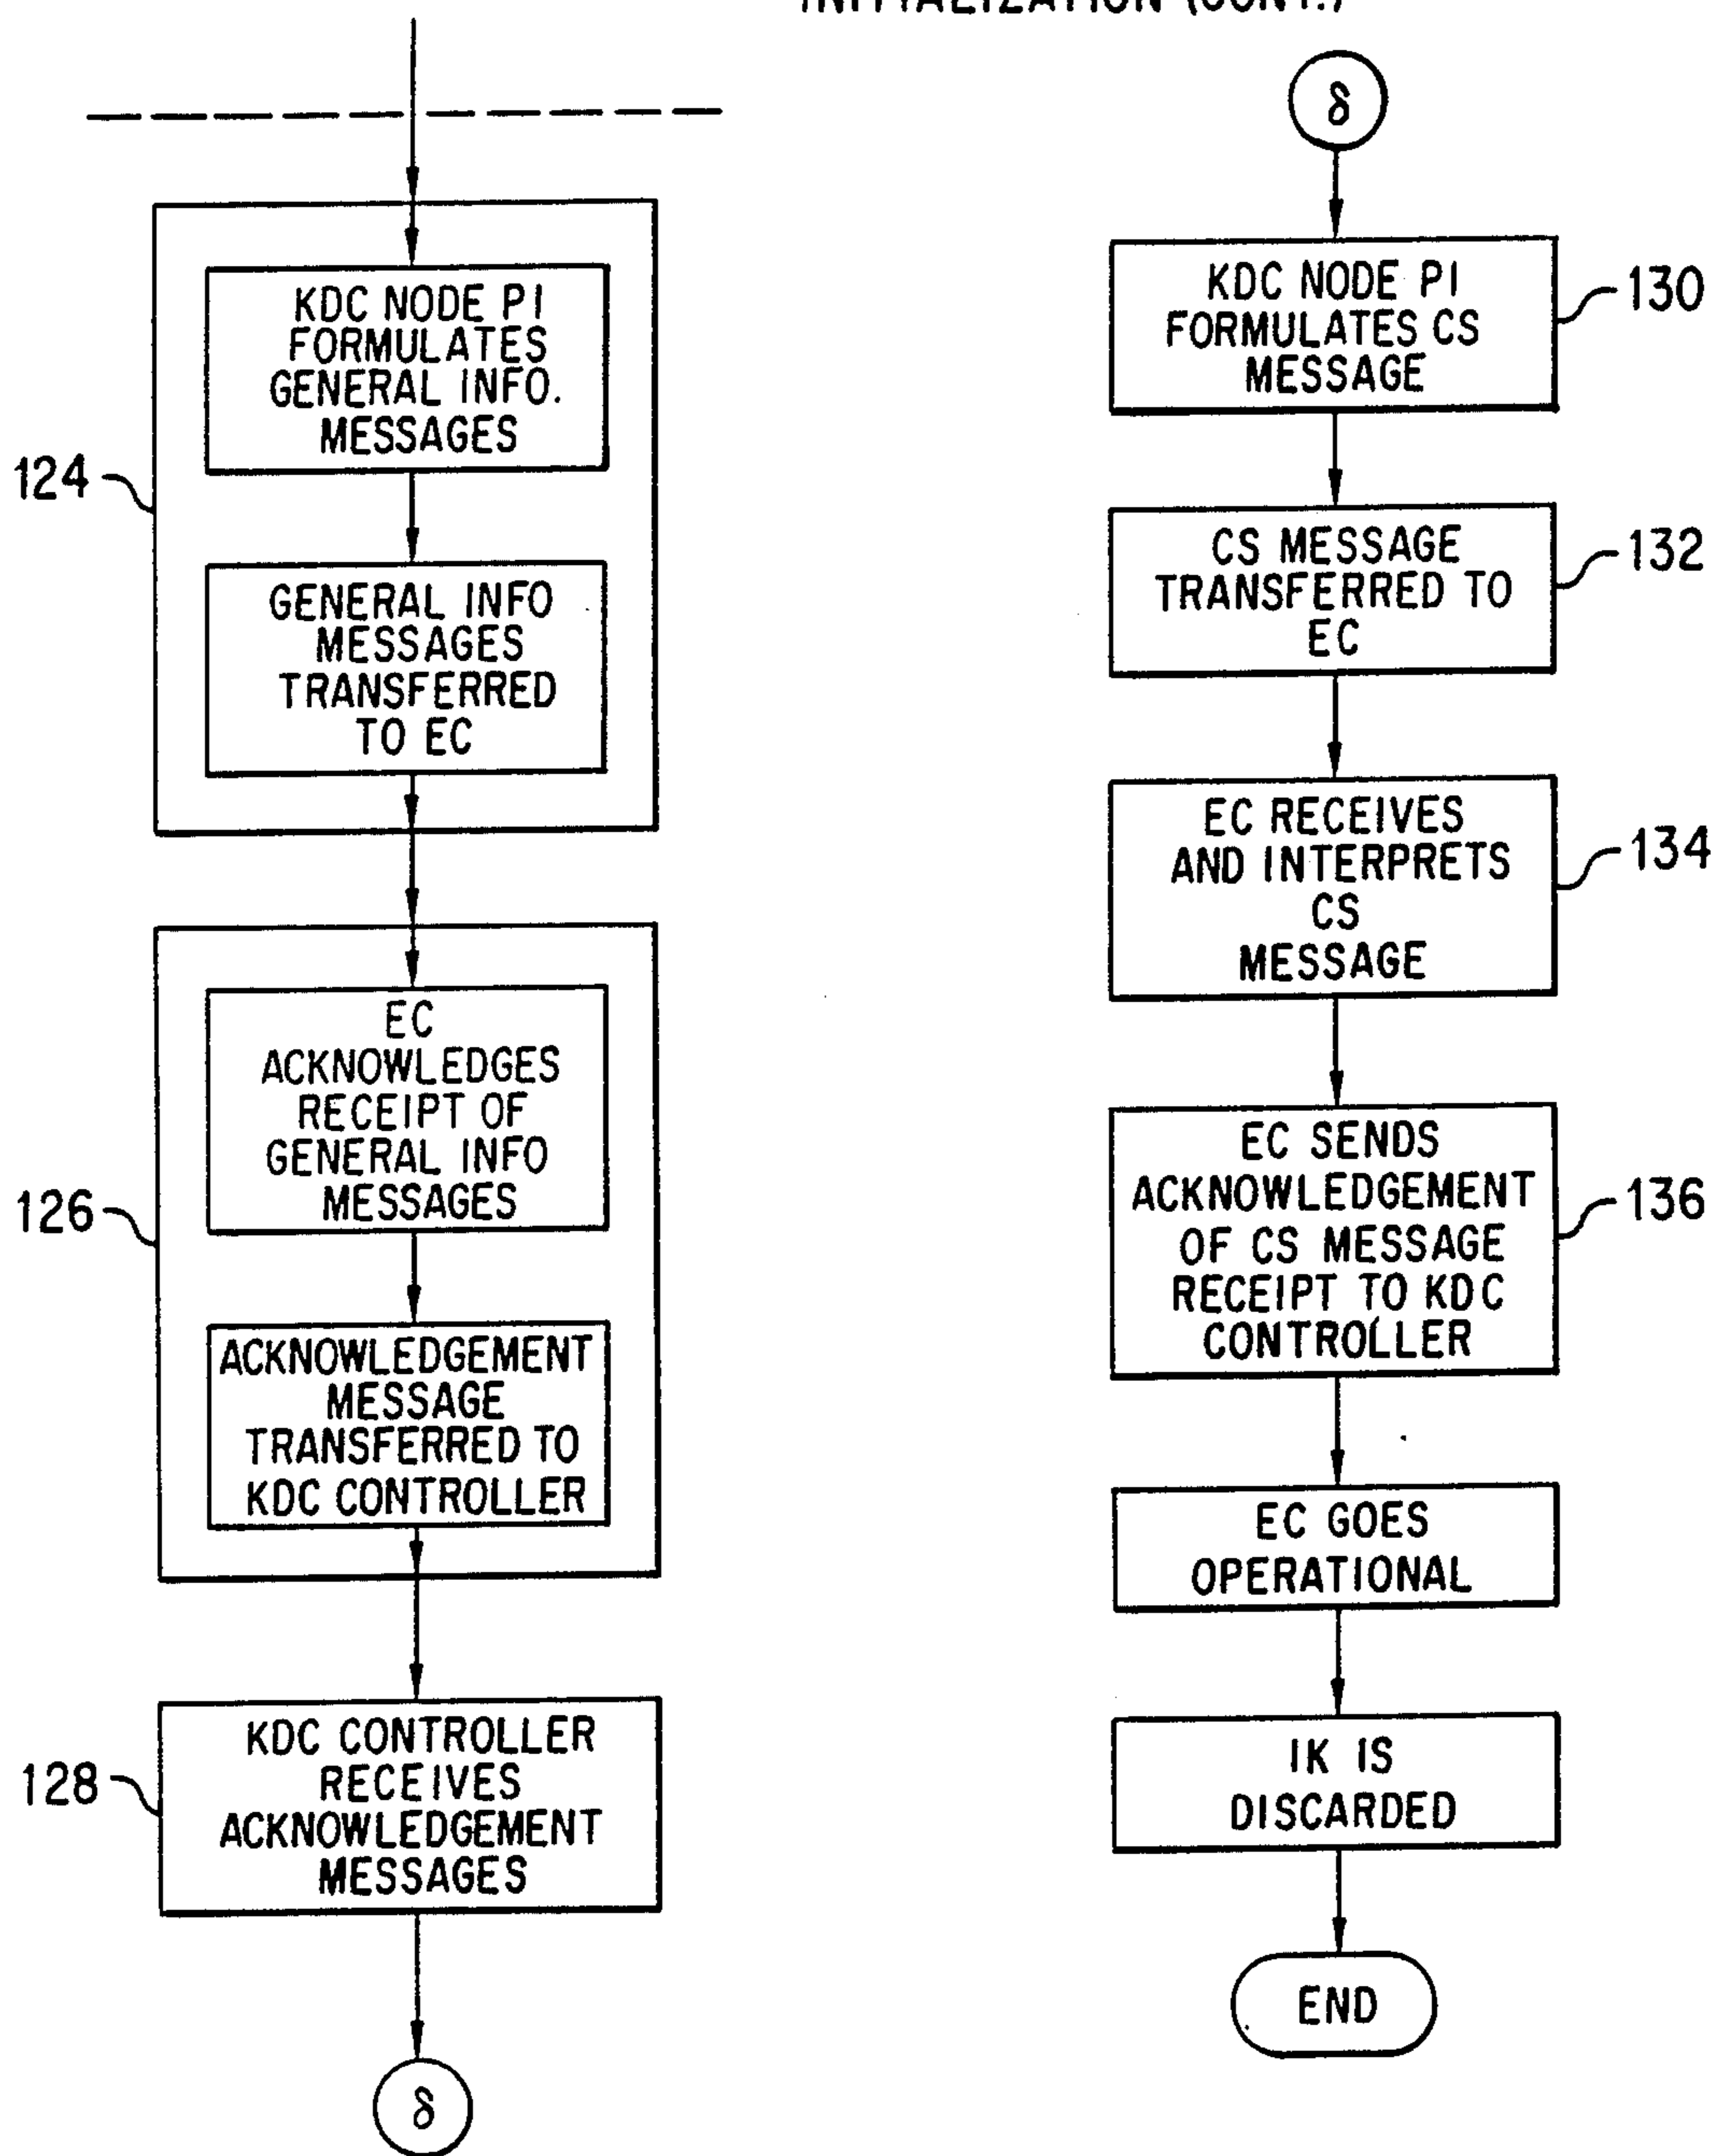 INITIALIZATION (CONT.)
124
KDC NODE PI
FORMULATES
GENERAL INFO.
MESSAGES
GENERAL INFO
MESSAGES
TRANSFERRED
TO EC
126
EC
ACKNOWLEDGES
RECEIPT OF
GENERAL INFO
MESSAGES
ACKNOWLEDGEMENT
MESSAGE
TRANSFERRED TO
KDC CONTROLLER
128
KDC CONTROLLER
RECEIVES
ACKNOWLEDGEMENT
MESSAGES
δ
δ
KDC NODE PI
FORMULATES CS
MESSAGE
130
CS MESSAGE
TRANSFERRED TO
EC
132
EC RECEIVES
AND INTERPRETS
CS
MESSAGE
134
EC SENDS
ACKNOWLEDGEMENT
OF CS MESSAGE
RECEIPT TO KDC
CONTROLLER
136
EC GOES
OPERATIONAL
IK IS
DISCARDED
END